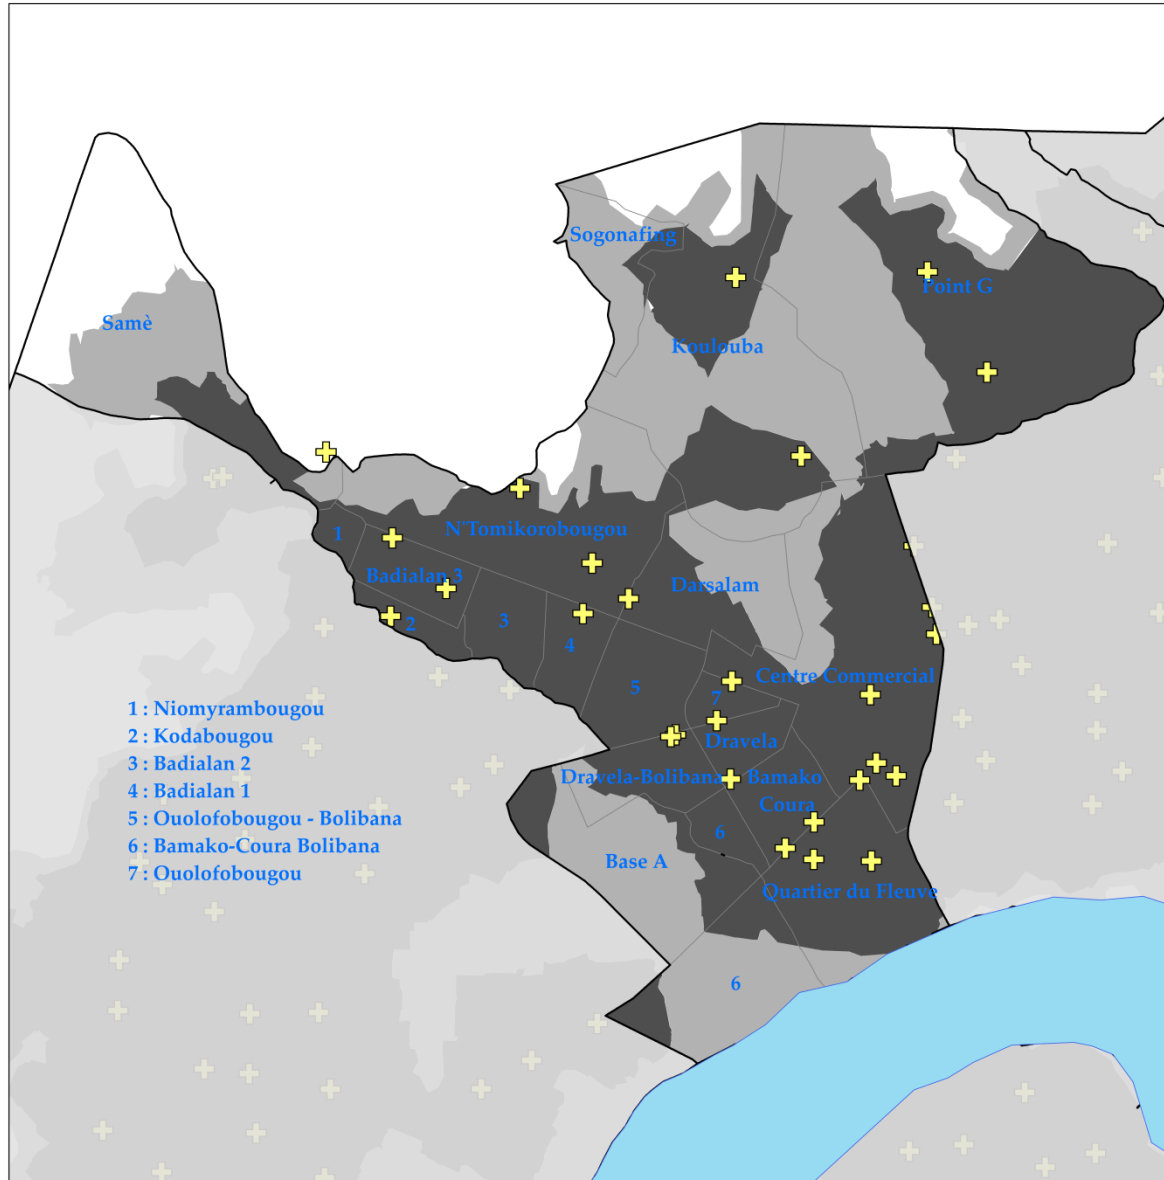 Sogonafing
Point G
Samè
Koulouba
N'Tomikorobougou
1
Badialan 3
Darsalam
2
3
4
Centre Commercial
5
7
1 : Niomyrambougou
2 : Kodabougou
3 : Badialan 2
4 : Badialan 1
5 : Ouolofobougou - Bolibana
6 : Bamako-Coura Bolibana
7 : Ouolofobougou
Dravela
Dravela-Bolibana
Bamako
Coura
6
Base A
Quartier du Fleuve
6